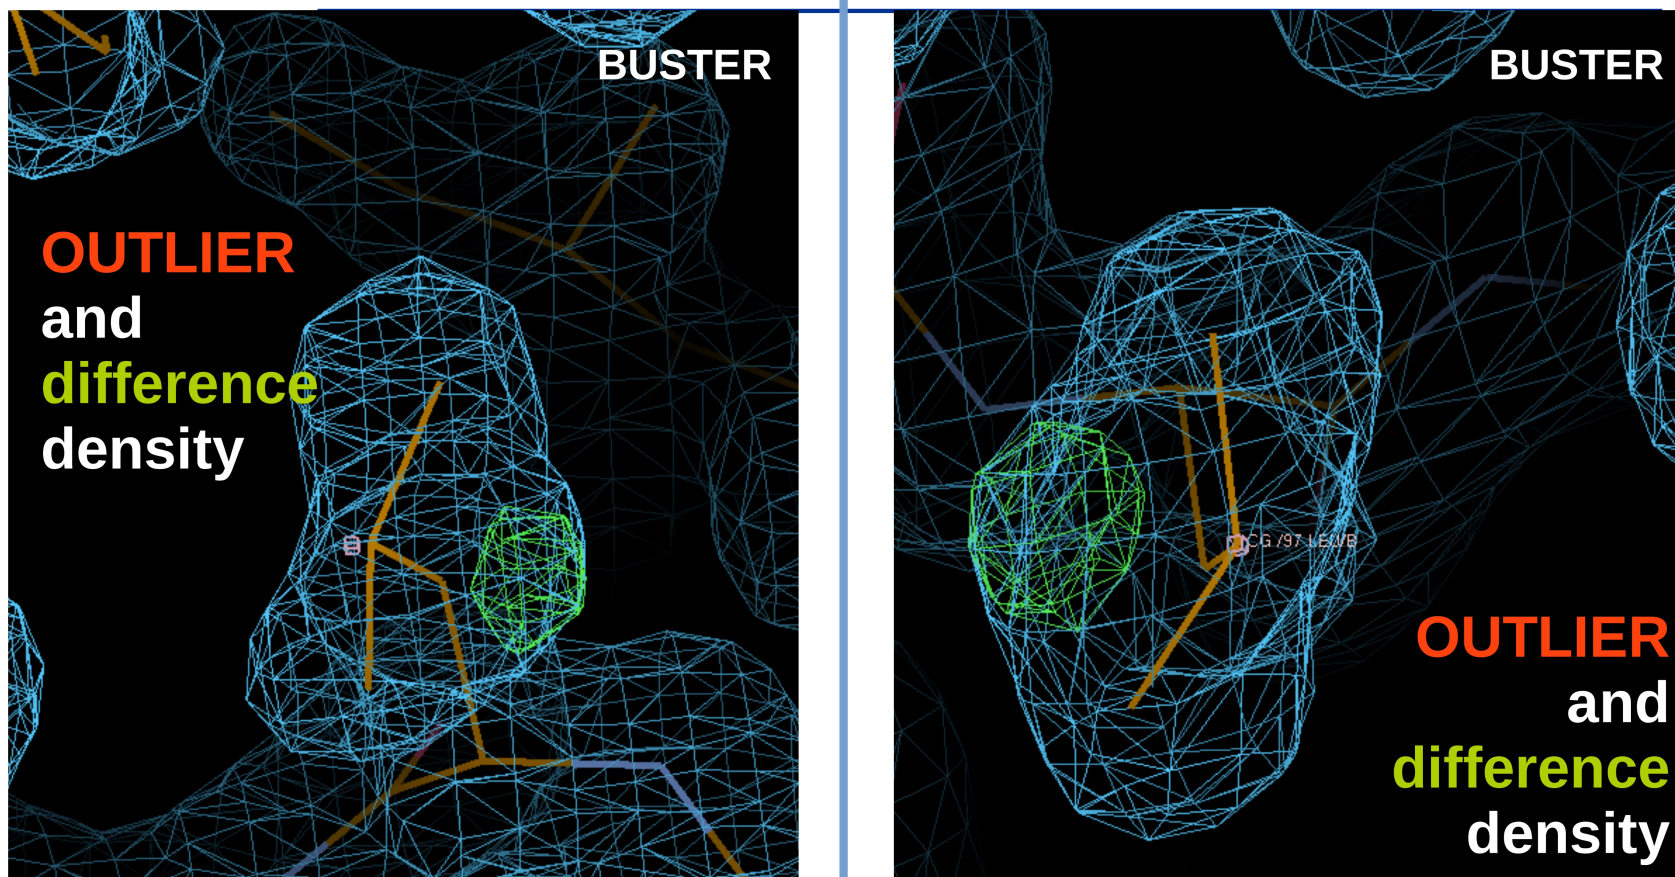 BUSTER
OUTLIER
and
difference
density
BUSTER
CG /97 LEU/B
OUTLIER
and
difference
density